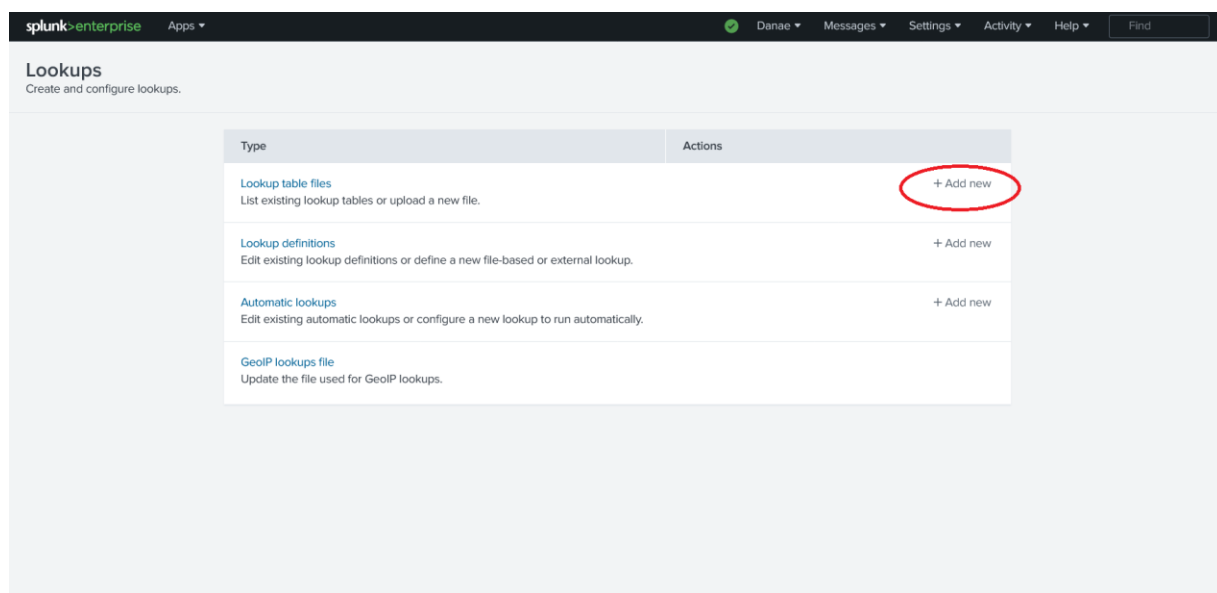 splunk>enterprise Apps Danae Messages Settings Activity Help Find
Lookups
Create and configure lookups.
Type Actions
Lookup table files + Add new
List existing lookup tables or upload a new file.
Lookup definitions + Add new
Edit existing lookup definitions or define a new file-based or external lookup.
Automatic lookups + Add new
Edit existing automatic lookups or configure a new lookup to run automatically.
GeoIP lookups file
Update the file used for GeoIP lookups.